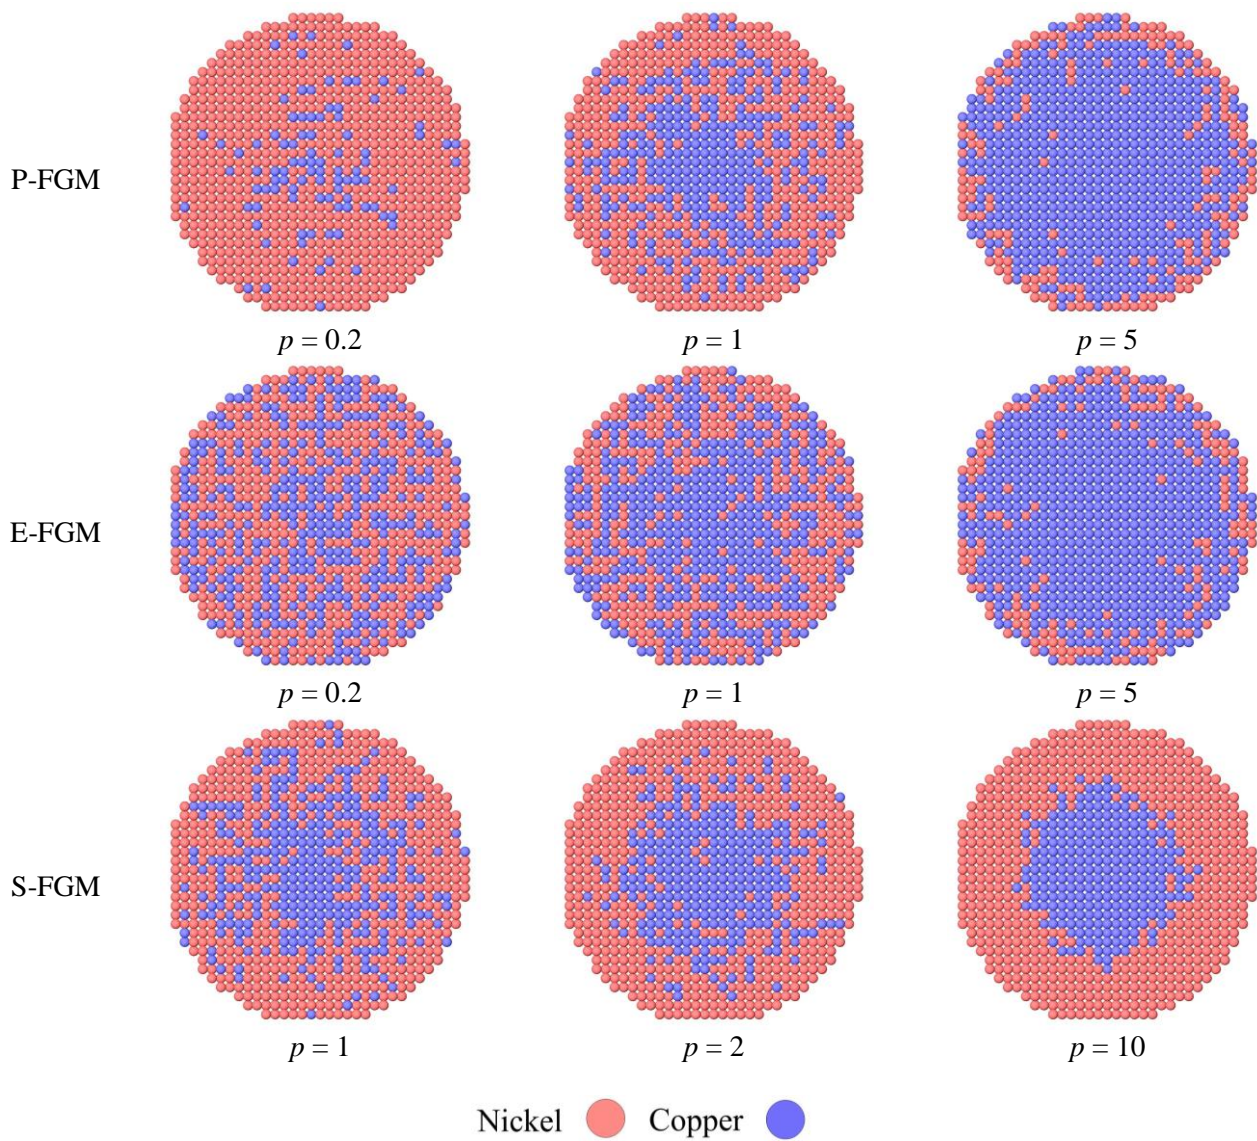 P-FGM
p = 0.2
p = 1
p = 5
E-FGM
p = 0.2
p = 1
p = 5
S-FGM
p = 1
p = 2
p = 10
Nickel
Copper